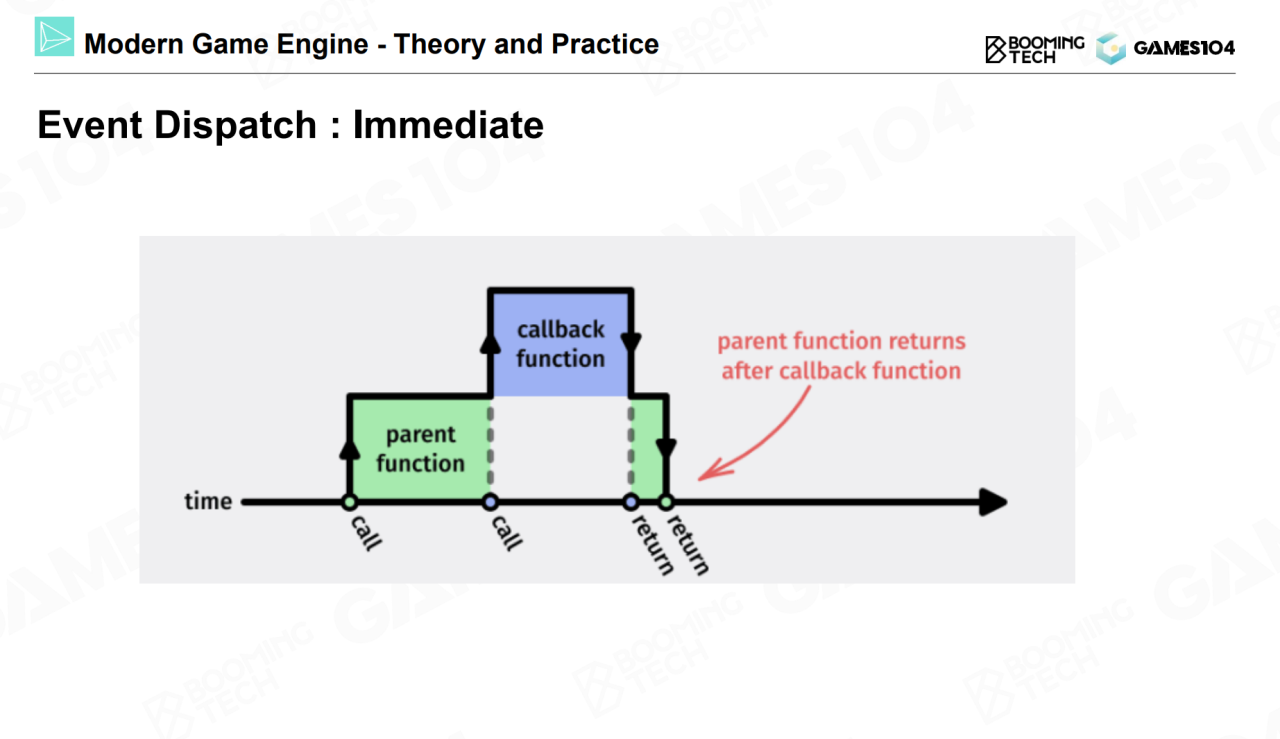 Modern Game Engine - Theory and Practice
BOOMING
TECH
GAMES104
Event Dispatch : Immediate
callback
function
parent function returns
after callback function
parent
function
time
call
call
return
return